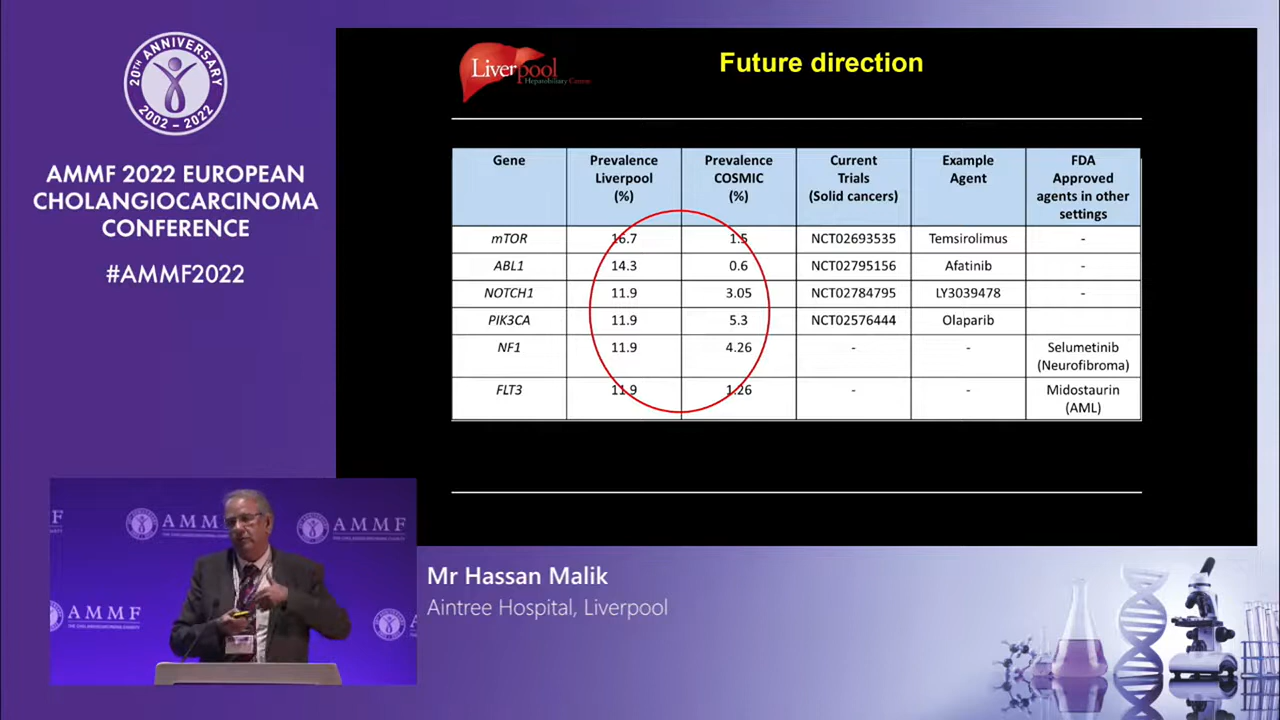 20TH ANNIVERSARY
2002 – 2022
AMMF 2022 EUROPEAN
CHOLANGIOCARCINOMA
CONFERENCE
#AMMF2022
Liverpool
Hepatobiliary Centre
Future direction
Gene Prevalence Liverpool (%) Prevalence COSMIC (%) Current Trials (Solid cancers) Example Agent FDA Approved agents in other settings
mTOR 16.7 1.5 NCT02693535 Temsirolimus -
ABL1 14.3 0.6 NCT02795156 Afatinib -
NOTCH1 11.9 3.05 NCT02784795 LY3039478 -
PIK3CA 11.9 5.3 NCT02576444 Olaparib
NF1 11.9 4.26 - - Selumetinib (Neurofibroma)
FLT3 11.9 1.26 - - Midostaurin (AML)
AMMF
AMMF
AMMF
Mr Hassan Malik
Aintree Hospital, Liverpool